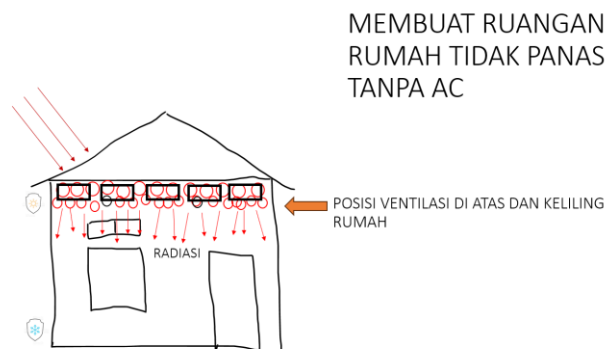 MEMBUAT RUANGAN
RUMAH TIDAK PANAS
TANPA AC
POSISI VENTILASI DI ATAS DAN KELILING
RUMAH
RADIASI